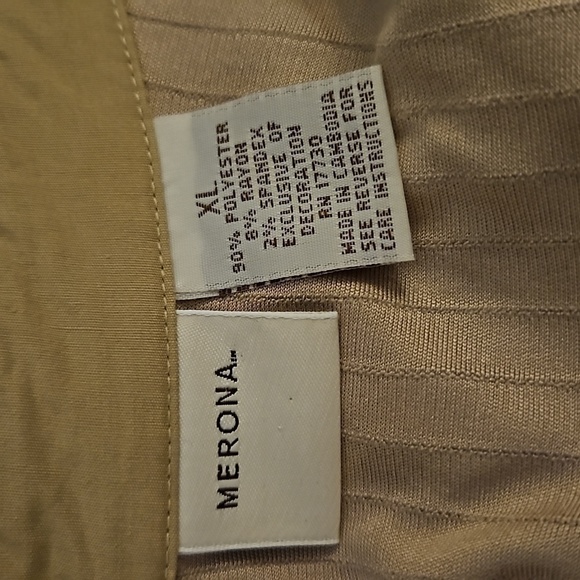 XL
90% POLYESTER
8% RAYON
2% SPANDEX
EXCLUSIVE OF
DECORATION
RN 17730
MADE IN CAMBODIA
SEE REVERSE FOR
CARE INSTRUCTIONS
MERONA™